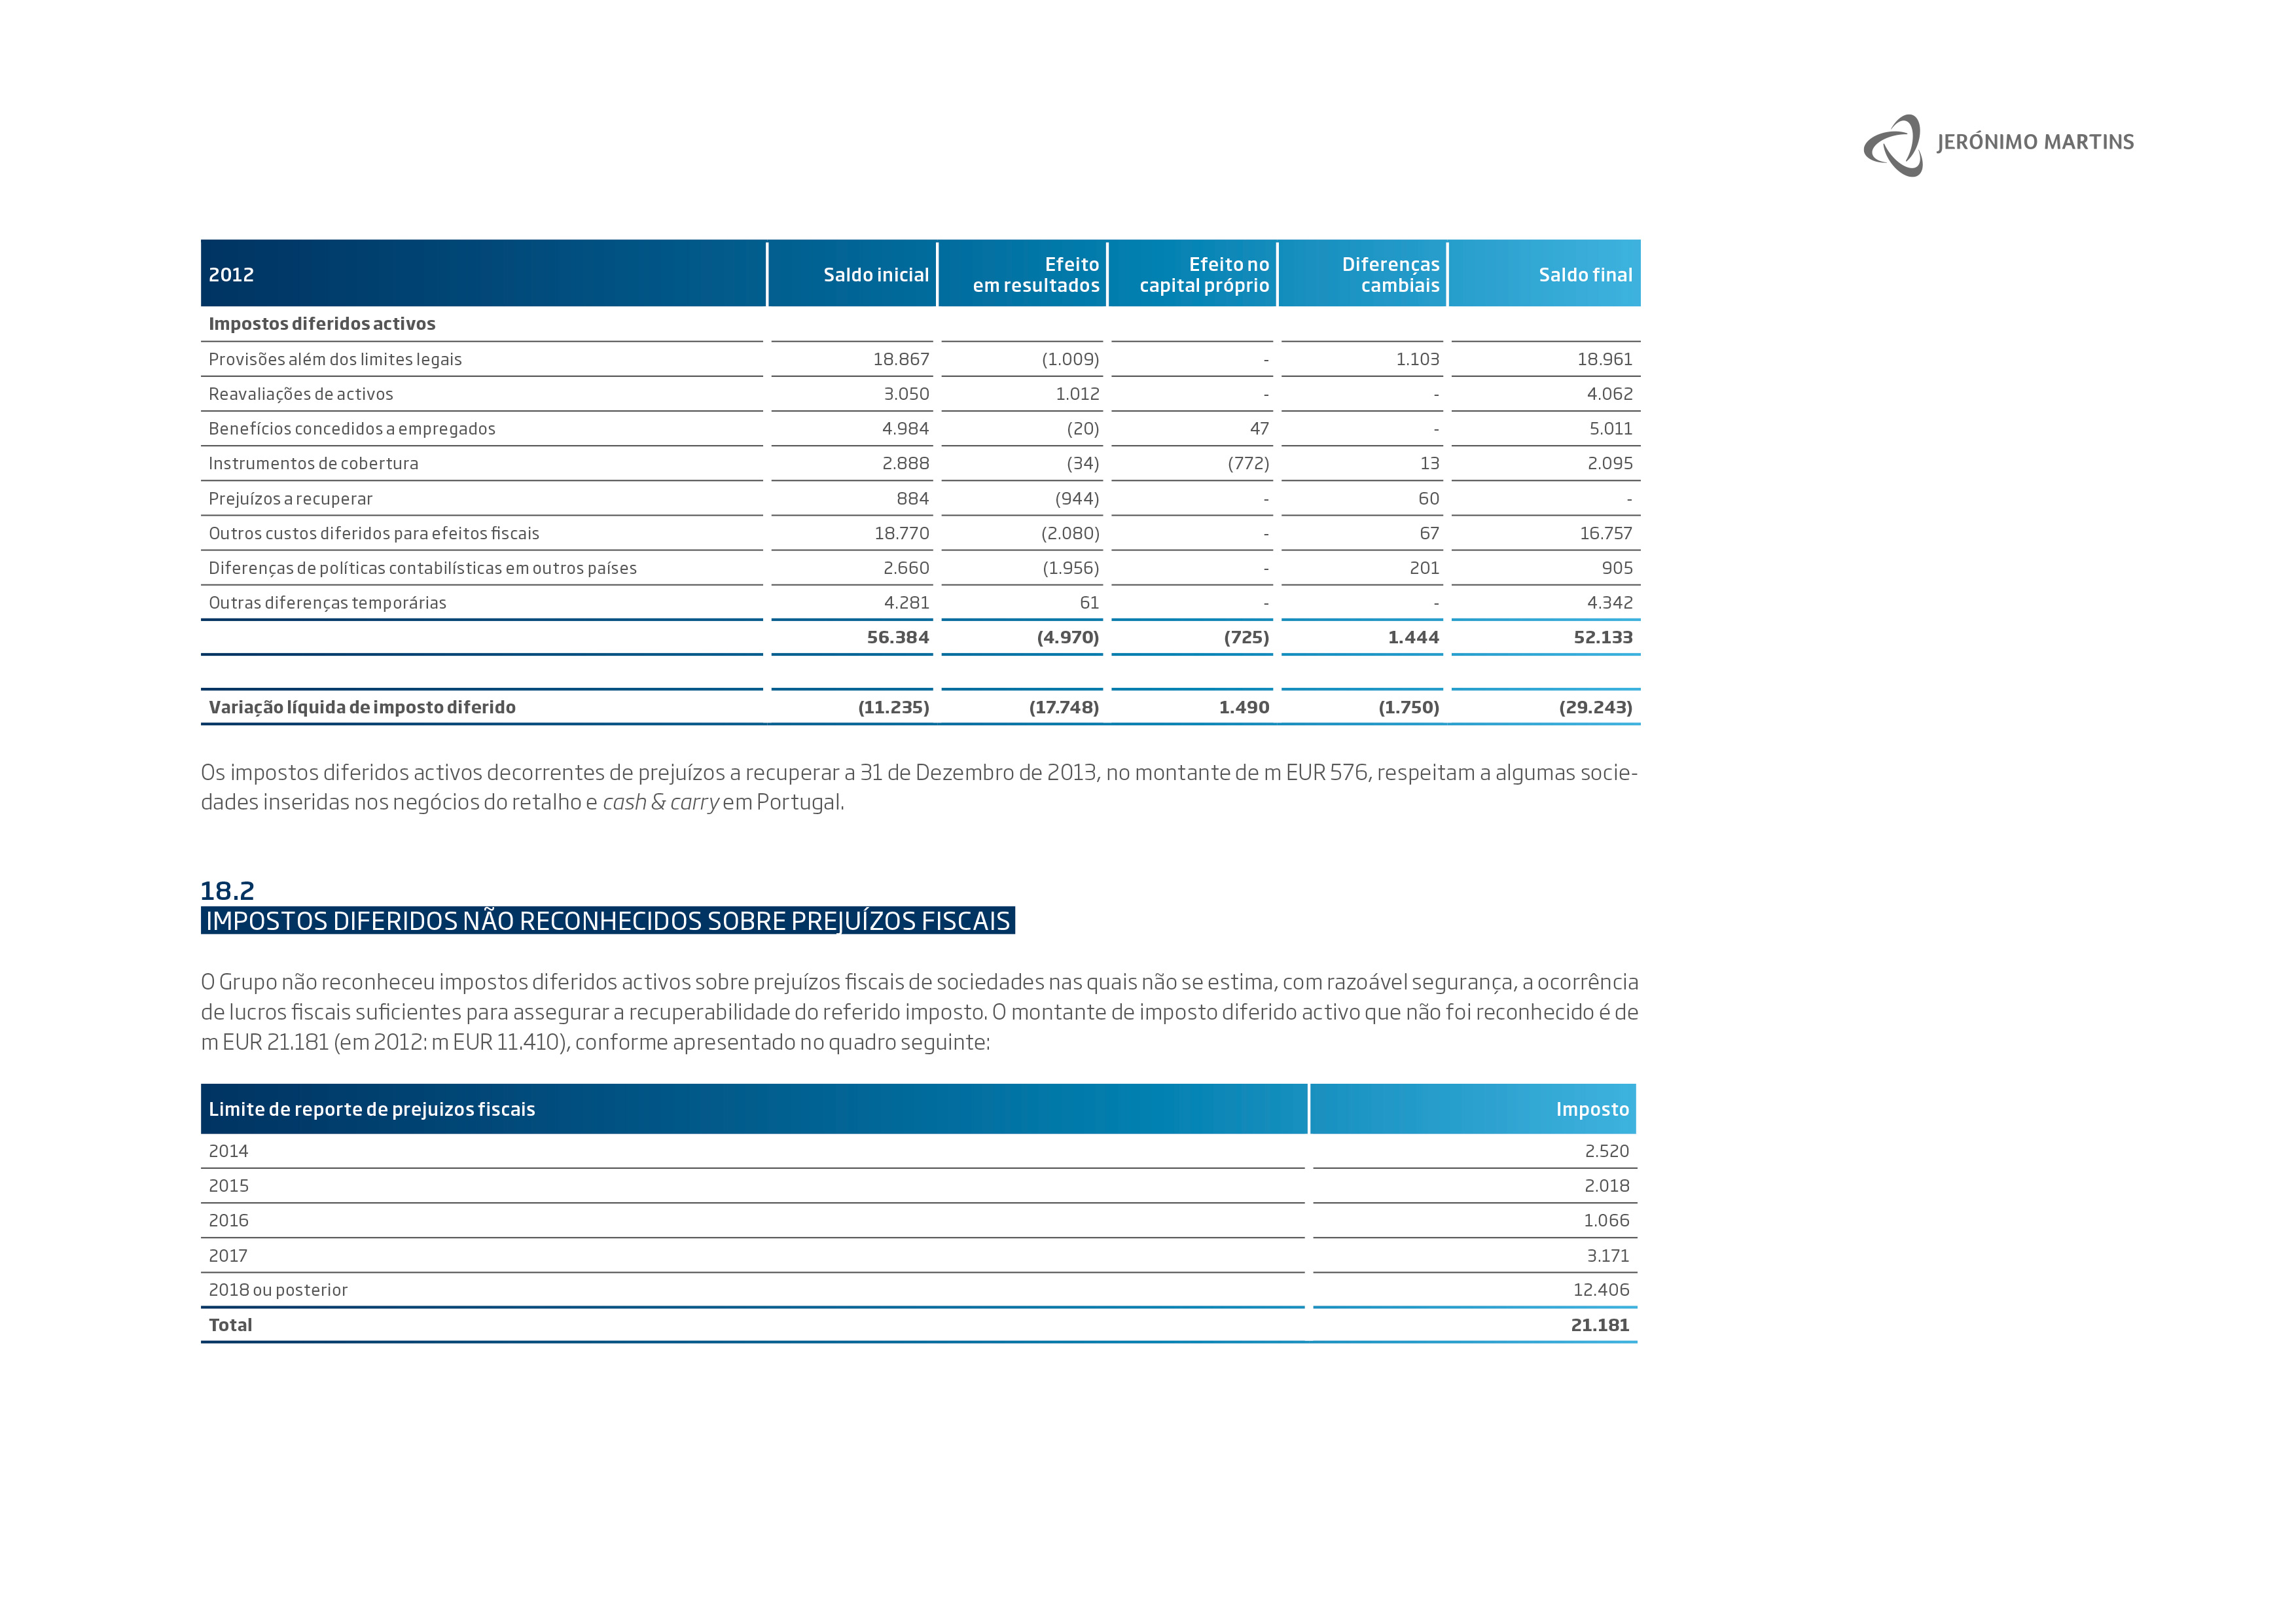 JERÓNIMO MARTINS
2012 Saldo inicial Efeito em resultados Efeito no capital próprio Diferenças cambiais Saldo final
Impostos diferidos activos
Provisões além dos limites legais 18.867 (1.009) - 1.103 18.961
Reavaliações de activos 3.050 1.012 - - 4.062
Benefícios concedidos a empregados 4.984 (20) 47 - 5.011
Instrumentos de cobertura 2.888 (34) (772) 13 2.095
Prejuízos a recuperar 884 (944) - 60 -
Outros custos diferidos para efeitos fiscais 18.770 (2.080) - 67 16.757
Diferenças de políticas contabilísticas em outros países 2.660 (1.956) - 201 905
Outras diferenças temporárias 4.281 61 - - 4.342
56.384 (4.970) (725) 1.444 52.133
Variação líquida de imposto diferido (11.235) (17.748) 1.490 (1.750) (29.243)
Os impostos diferidos activos decorrentes de prejuízos a recuperar a 31 de Dezembro de 2013, no montante de m EUR 576, respeitam a algumas socie-
dades inseridas nos negócios do retalho e cash & carry em Portugal.
18.2
IMPOSTOS DIFERIDOS NÃO RECONHECIDOS SOBRE PREJUÍZOS FISCAIS
O Grupo não reconheceu impostos diferidos activos sobre prejuízos fiscais de sociedades nas quais não se estima, com razoável segurança, a ocorrência
de lucros fiscais suficientes para assegurar a recuperabilidade do referido imposto. O montante de imposto diferido activo que não foi reconhecido é de
m EUR 21.181 (em 2012: m EUR 11.410), conforme apresentado no quadro seguinte:
Limite de reporte de prejuizos fiscais Imposto
2014 2.520
2015 2.018
2016 1.066
2017 3.171
2018 ou posterior 12.406
Total 21.181